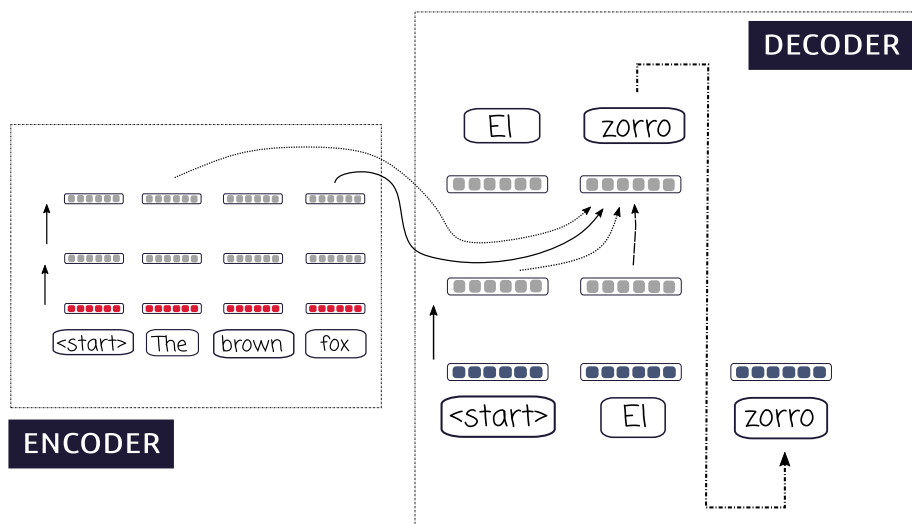 DECODER
El zorro
<start> The brown fox
<start> El zorro
ENCODER